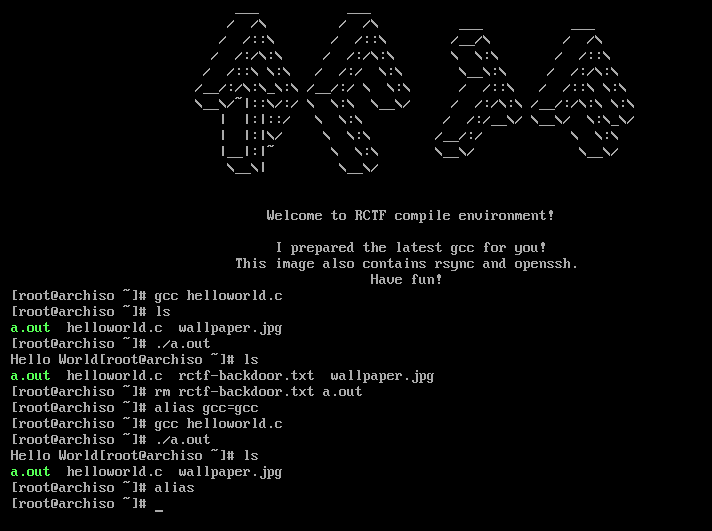 Welcome to RCTF compile environment!
I prepared the latest gcc for you!
This image also contains rsync and openssh.
Have fun!
[root@archiso ~]# gcc helloworld.c
[root@archiso ~]# ls
a.out  helloworld.c  wallpaper.jpg
[root@archiso ~]# ./a.out
Hello World[root@archiso ~]# ls
a.out  helloworld.c  rctf-backdoor.txt  wallpaper.jpg
[root@archiso ~]# rm rctf-backdoor.txt a.out
[root@archiso ~]# alias gcc=gcc
[root@archiso ~]# gcc helloworld.c
[root@archiso ~]# ./a.out
Hello World[root@archiso ~]# ls
a.out  helloworld.c  wallpaper.jpg
[root@archiso ~]# alias
[root@archiso ~]# _